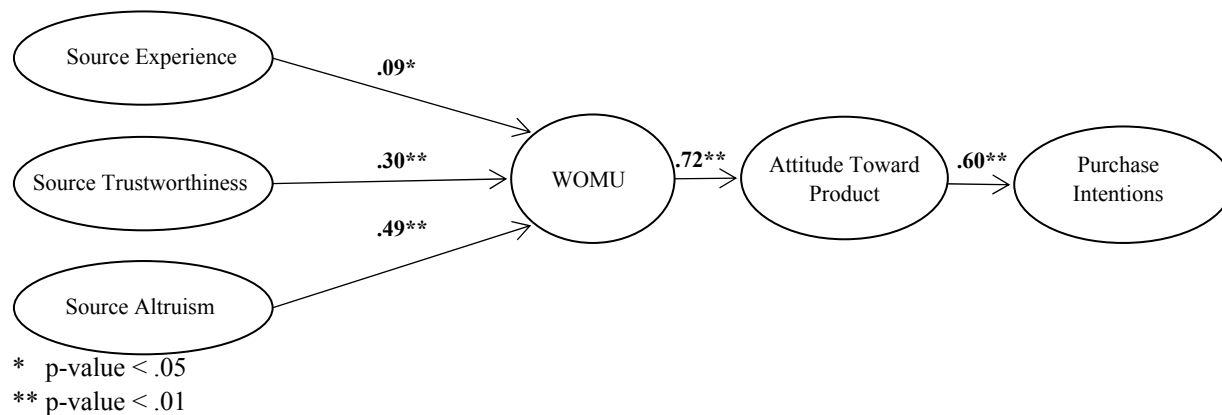 Source Experience
.09*
Source Trustworthiness
.30**
WOMU
.72**
Attitude Toward
Product
.60**
Purchase
Intentions
.49**
Source Altruism
* p-value < .05
** p-value < .01